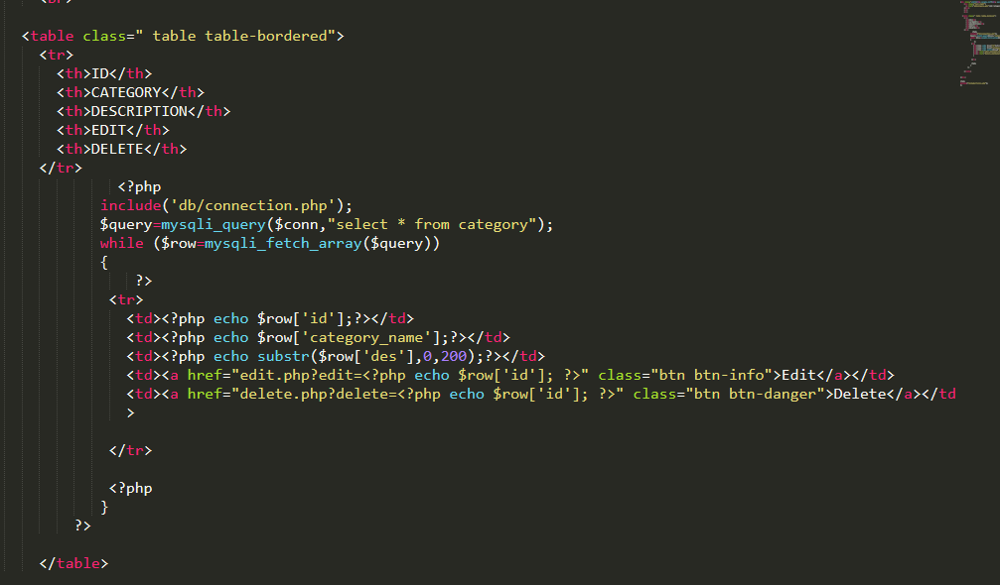 <table class=" table table-bordered">
<tr>
<th>ID</th>
<th>CATEGORY</th>
<th>DESCRIPTION</th>
<th>EDIT</th>
<th>DELETE</th>
</tr>
<?php
include('db/connection.php');
$query=mysqli_query($conn,"select * from category");
while ($row=mysqli_fetch_array($query))
{
?>
<tr>
<td><?php echo $row['id'];?></td>
<td><?php echo $row['category_name'];?></td>
<td><?php echo substr($row['des'],0,200);?></td>
<td><a href="edit.php?edit=<?php echo $row['id']; ?>" class="btn btn-info">Edit</a></td>
<td><a href="delete.php?delete=<?php echo $row['id']; ?>" class="btn btn-danger">Delete</a></td
>
</tr>
<?php
}
?>
</table>